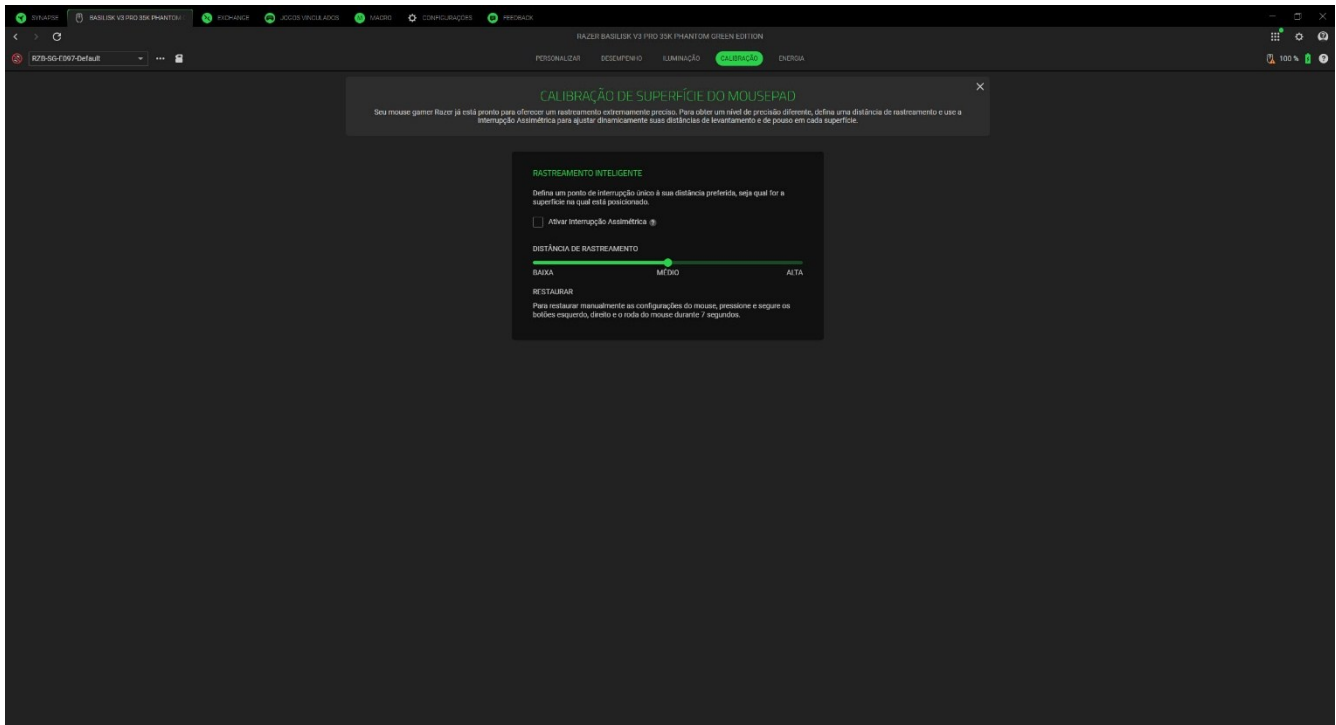 SYNAPSE BASILISK V3 PRO 35K PHANTOM EXCHANGE JOGOS VINCULADOS MACRO CONFIGURAÇÕES FEEDBACK
RAZER BASILISK V3 PRO 35K PHANTOM GREEN EDITION
RZB-SG-E097-Default PERSONALIZAR DESEMPENHO ILUMINAÇÃO CALIBRAÇÃO ENERGIA 100 %
CALIBRAÇÃO DE SUPERFÍCIE DO MOUSEPAD
Seu mouse gamer Razer já está pronto para oferecer um rastreamento extremamente preciso. Para obter um nível de precisão diferente, defina uma distância de rastreamento e use a
Interrupção Assimétrica para ajustar dinamicamente suas distâncias de levantamento e de pouso em cada superfície.
RASTREAMENTO INTELIGENTE
Defina um ponto de interrupção único à sua distância preferida, seja qual for a
superfície na qual está posicionado.
Ativar Interrupção Assimétrica ?
DISTÂNCIA DE RASTREAMENTO
BAIXA MÉDIO ALTA
RESTAURAR
Para restaurar manualmente as configurações do mouse, pressione e segure os
botões esquerdo, direito e o roda do mouse durante 7 segundos.